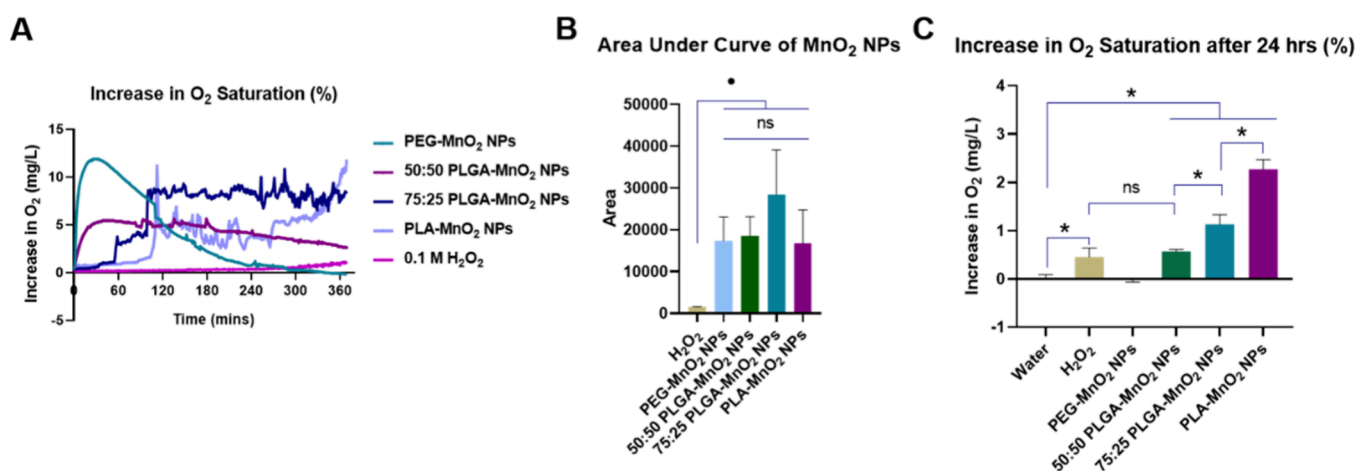 A
Increase in O₂ Saturation (%)
Increase in O₂ (mg/L)
15
10
5
0
-5
0
60
120
180
240
300
360
Time (mins)
PEG-MnO₂ NPs
50:50 PLGA-MnO₂ NPs
75:25 PLGA-MnO₂ NPs
PLA-MnO₂ NPs
0.1 M H₂O₂
B
Area Under Curve of MnO₂ NPs
Area
50000
40000
30000
20000
10000
0
•
ns
H₂O₂
PEG-MnO₂ NPs
50:50 PLGA-MnO₂ NPs
75:25 PLGA-MnO₂ NPs
PLA-MnO₂ NPs
C
Increase in O₂ Saturation after 24 hrs (%)
Increase in O₂ (mg/L)
4
3
2
1
0
-1
*
*
ns
*
*
Water
H₂O₂
PEG-MnO₂ NPs
50:50 PLGA-MnO₂ NPs
75:25 PLGA-MnO₂ NPs
PLA-MnO₂ NPs